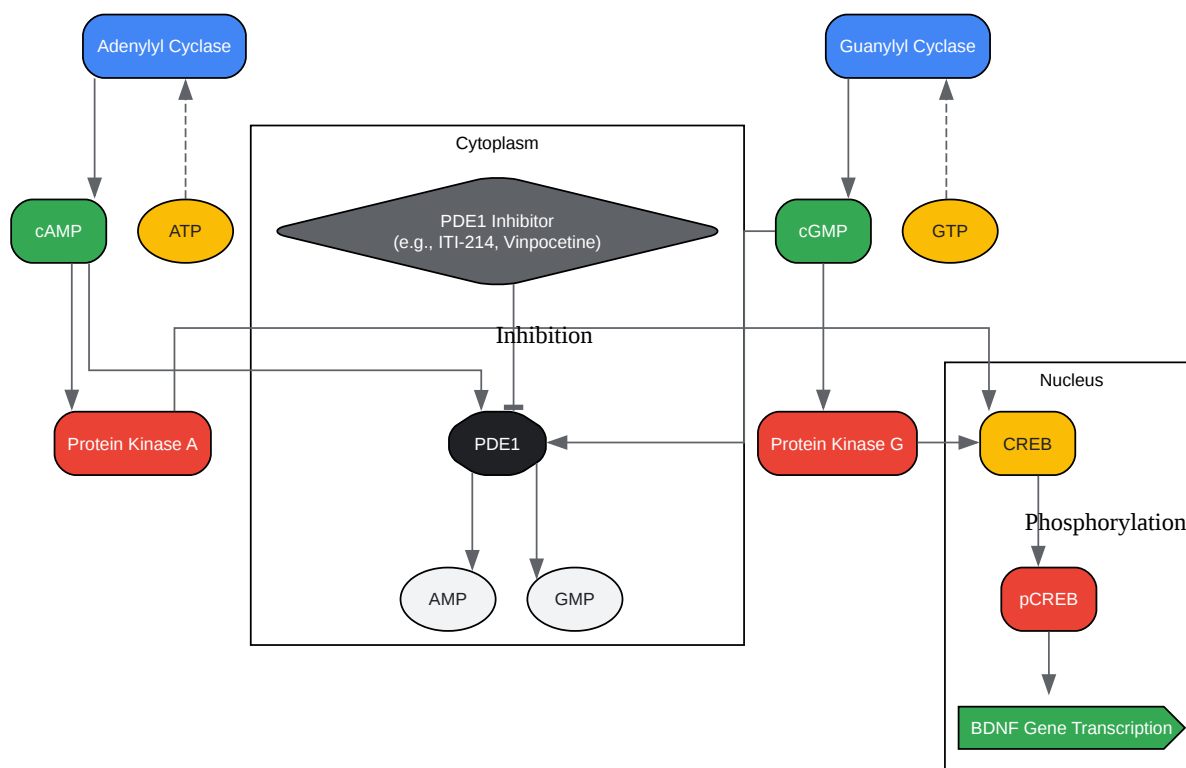 Adenylyl Cyclase
Guanylyl Cyclase
Cytoplasm
cAMP
ATP
PDE1 Inhibitor
(e.g., ITI-214, Vinpocetine)
cGMP
GTP
Inhibition
Nucleus
Protein Kinase A
PDE1
Protein Kinase G
CREB
Phosphorylation
AMP
GMP
pCREB
BDNF Gene Transcription